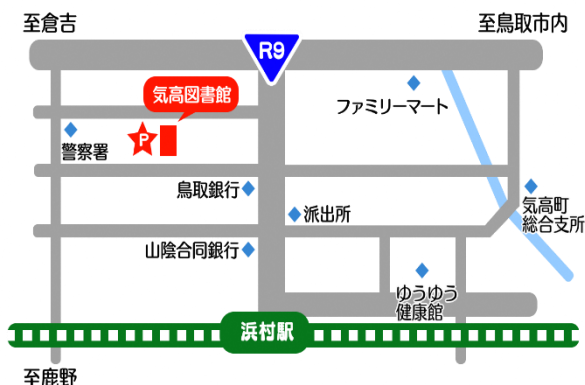 至倉吉
至鳥取市内
R9
気高図書館
ファミリーマート
P
警察署
鳥取銀行
派出所
気高町
総合支所
山陰合同銀行
ゆうゆう
健康館
浜村駅
至鹿野